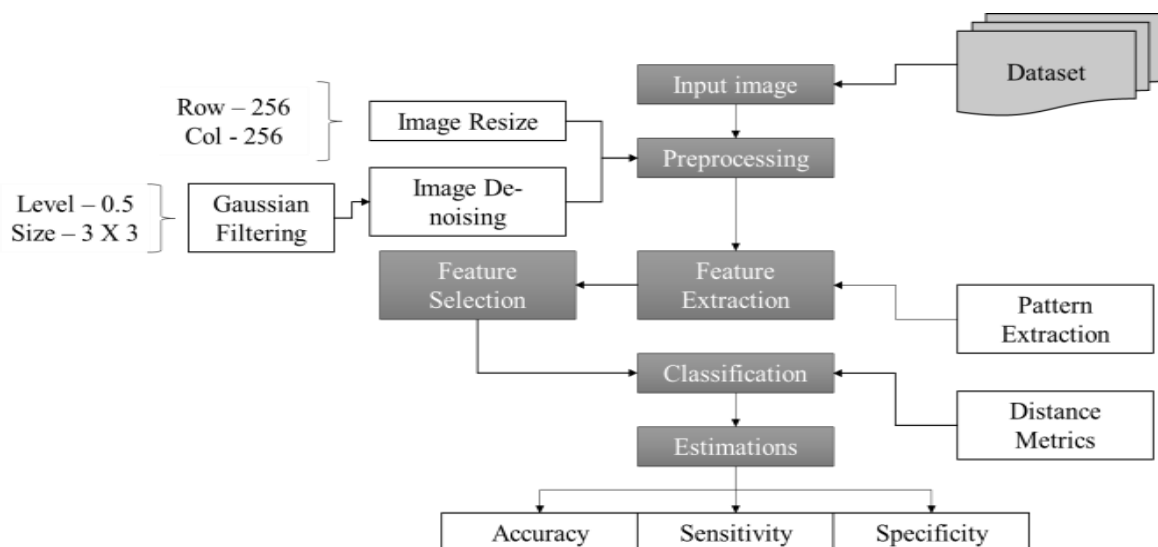 Dataset
Input image
Row – 256
Col - 256
Image Resize
Preprocessing
Level – 0.5
Size – 3 X 3
Gaussian
Filtering
Image De-
noising
Feature
Selection
Feature
Extraction
Pattern
Extraction
Classification
Distance
Metrics
Estimations
Accuracy
Sensitivity
Specificity